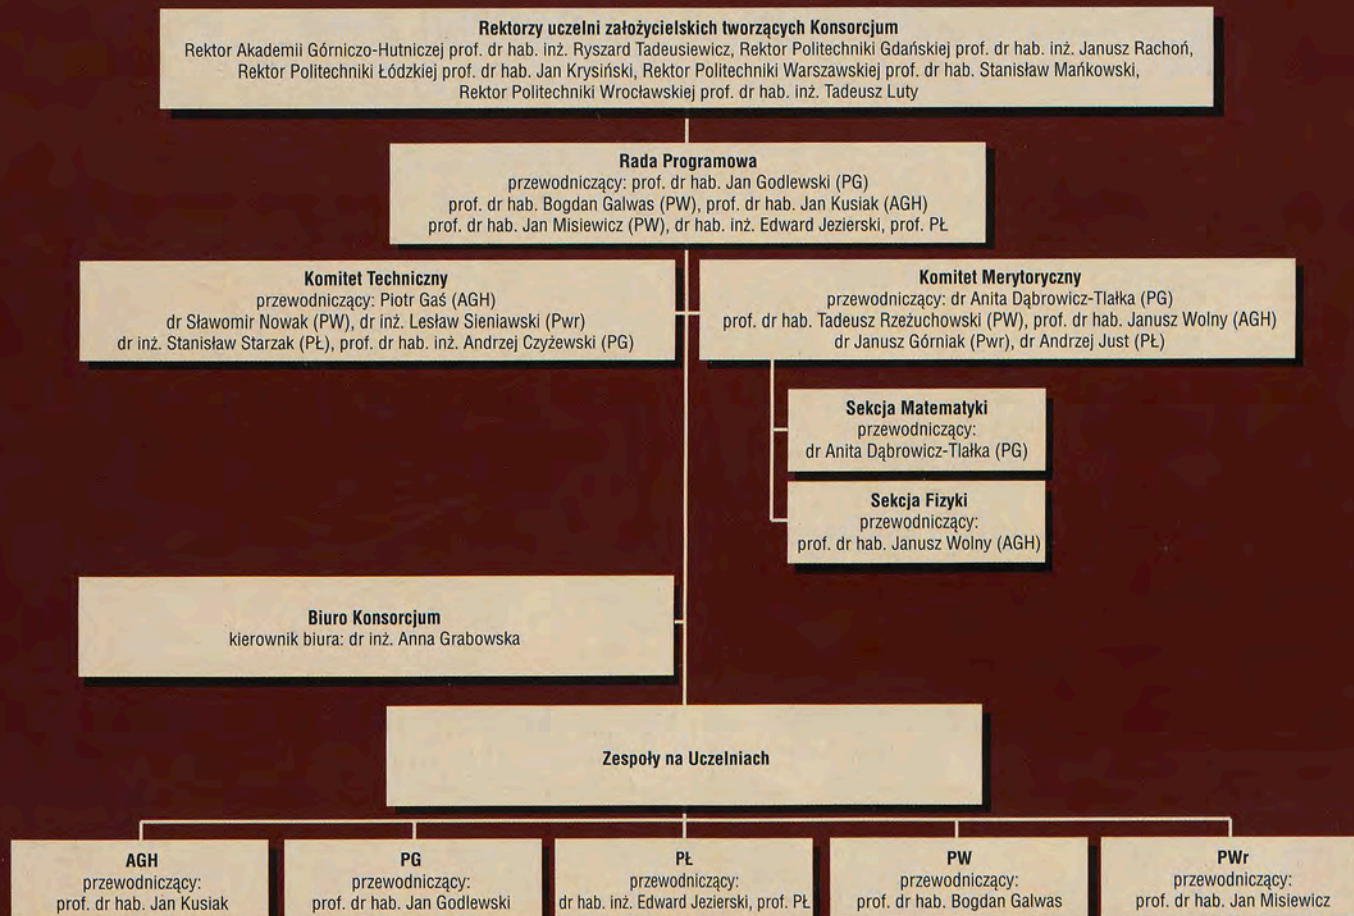 Rektorzy uczelni założycielskich tworzących Konsorcjum
Rektor Akademii Górniczo-Hutniczej prof. dr hab. inż. Ryszard Tadeusiewicz, Rektor Politechniki Gdańskiej prof. dr hab. inż. Janusz Rachoń,
Rektor Politechniki Łódzkiej prof. dr hab. Jan Krysiński, Rektor Politechniki Warszawskiej prof. dr hab. Stanisław Mańkowski,
Rektor Politechniki Wrocławskiej prof. dr hab. inż. Tadeusz Luty
Rada Programowa
przewodniczący: prof. dr hab. Jan Godlewski (PG)
prof. dr hab. Bogdan Galwas (PW), prof. dr hab. Jan Kusiak (AGH)
prof. dr hab. Jan Misiewicz (PW), dr hab. inż. Edward Jezierski, prof. PŁ
Komitet Techniczny
przewodniczący: Piotr Gaś (AGH)
dr Sławomir Nowak (PW), dr inż. Lesław Sieniawski (Pwr)
dr inż. Stanisław Starzak (PŁ), prof. dr hab. inż. Andrzej Czyżewski (PG)
Komitet Merytoryczny
przewodniczący: dr Anita Dąbrowicz-Tlałka (PG)
prof. dr hab. Tadeusz Rzeżuchowski (PW), prof. dr hab. Janusz Wolny (AGH)
dr Janusz Górniak (Pwr), dr Andrzej Just (PŁ)
Sekcja Matematyki
przewodniczący:
dr Anita Dąbrowicz-Tlałka (PG)
Sekcja Fizyki
przewodniczący:
prof. dr hab. Janusz Wolny (AGH)
Biuro Konsorcjum
kierownik biura: dr inż. Anna Grabowska
Zespoły na Uczelniach
AGH
przewodniczący:
prof. dr hab. Jan Kusiak
PG
przewodniczący:
prof. dr hab. Jan Godlewski
PŁ
przewodniczący:
dr hab. inż. Edward Jezierski, prof. PŁ
PW
przewodniczący:
prof. dr hab. Bogdan Galwas
PWr
przewodniczący:
prof. dr hab. Jan Misiewicz